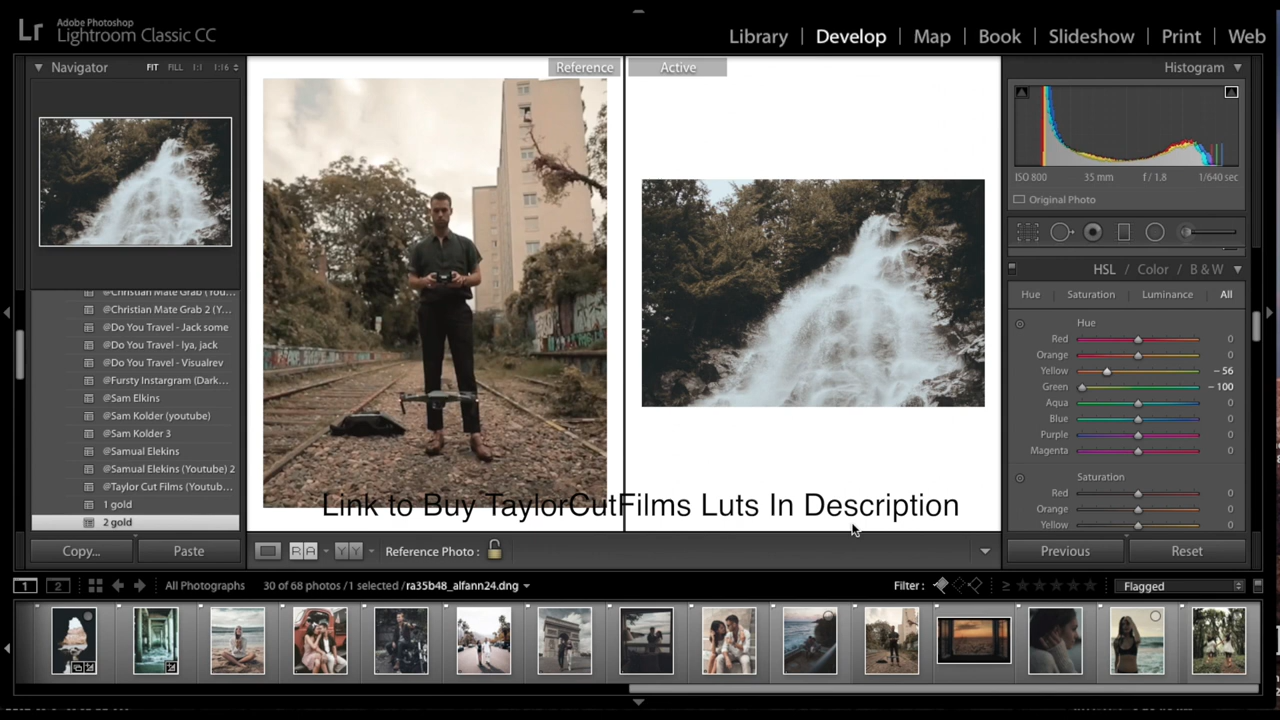 Lr
Adobe Photoshop
Lightroom Classic CC
Library | Develop | Map | Book | Slideshow | Print | Web
Navigator FIT FILL 1:1 1:16
Reference
Active
Histogram
ISO 800 35 mm f / 1.8 1/640 sec
Original Photo
HSL / Color / B & W
Hue Saturation Luminance All
Hue
Red 0
Orange 0
Yellow – 56
Green – 100
Aqua 0
Blue 0
Purple 0
Magenta 0
Saturation
Red 0
Orange 0
Yellow 0
@Christian Mate Grab (You...
@Christian Mate Grab 2 (Y...
@Do You Travel - Jack some
@Do You Travel - lya, jack
@Do You Travel - Visualrev
@Fursty Instargram (Dark...
@Sam Elkins
@Sam Kolder (youtube)
@Sam Kolder 3
@Samual Elekins
@Samual Elekins (Youtube) 2
@Taylor Cut Films (Youtub...
1 gold
2 gold
Link to Buy TaylorCutFilms Luts In Description
Copy... Paste
R A Y Y Reference Photo :
Previous Reset
1 2 All Photographs 30 of 68 photos /1 selected /ra35b48_alfann24.dng
Filter : Flagged